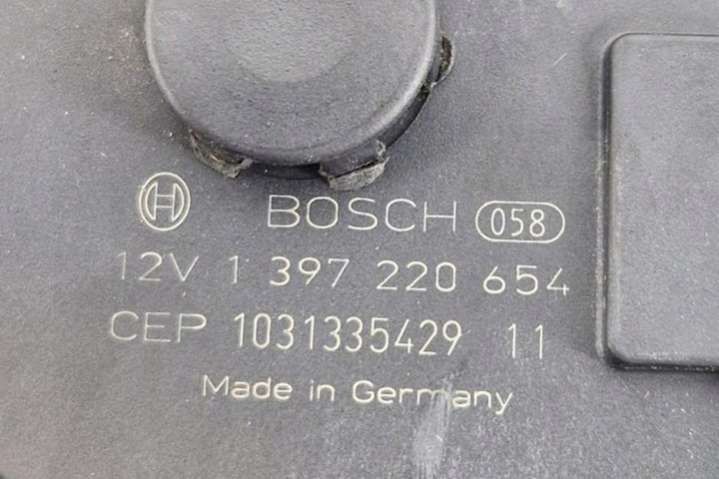 BOSCH 058
12V 1 397 220 654
CEP 1031335429 11
Made in Germany